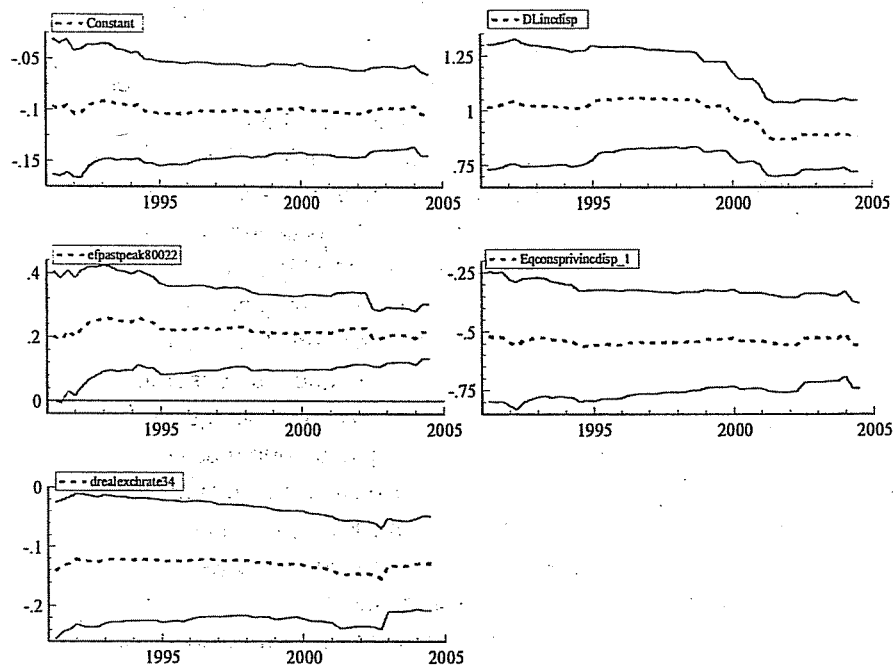 Constant
-.05
-.1
-.15
1995 2000 2005
DLincdisp
1.25
1
.75
1995 2000 2005
efpastpeak80022
.4
.2
0
1995 2000 2005
Eqconsprivincdisp_1
-.25
-.5
-.75
1995 2000 2005
drealexchrate34
0
-.1
-.2
1995 2000 2005